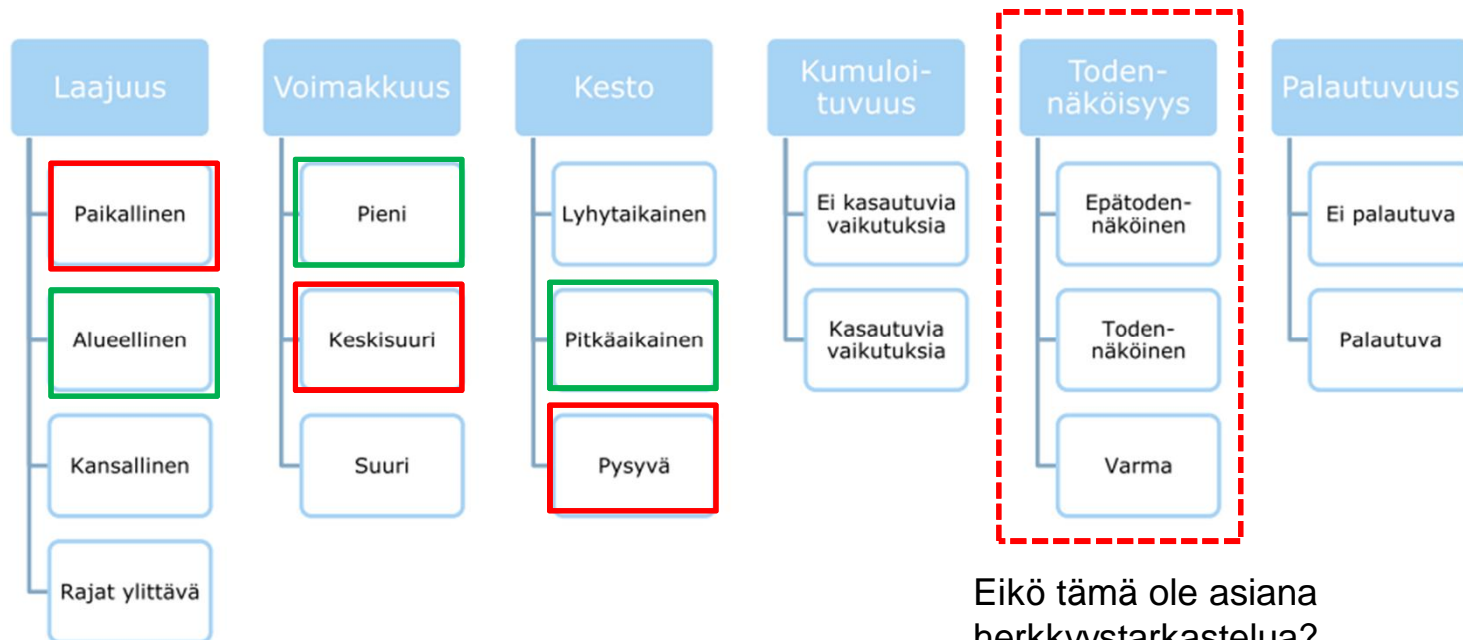 Laajuus
Paikallinen
Alueellinen
Kansallinen
Rajat ylittävä
Voimakkuus
Pieni
Keskisuuri
Suuri
Kesto
Lyhytaikainen
Pitkäaikainen
Pysyvä
Kumuloi-
tuvuus
Ei kasautuvia
vaikutuksia
Kasautuvia
vaikutuksia
Toden-
näköisyys
Epätoden-
näköinen
Toden-
näköinen
Varma
Palautuvuus
Ei palautuva
Palautuva
Eikö tämä ole asiana
herkkyystarkastelua?